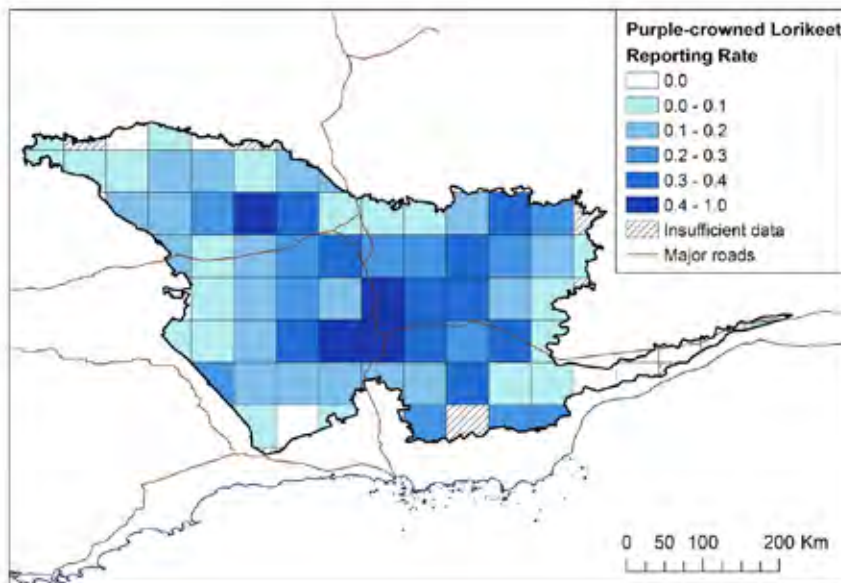 Purple-crowned Lorikeet
Reporting Rate
0.0
0.0 - 0.1
0.1 - 0.2
0.2 - 0.3
0.3 - 0.4
0.4 - 1.0
Insufficient data
Major roads
0 50 100 200 Km